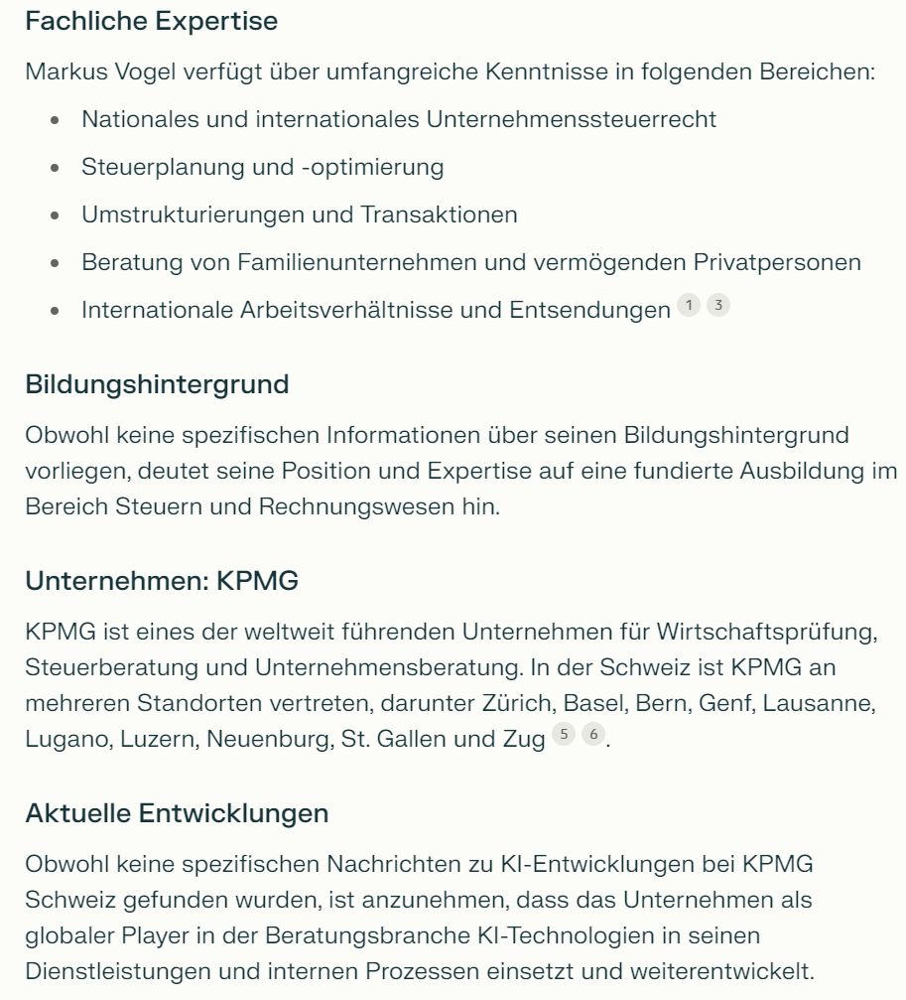 Fachliche Expertise
Markus Vogel verfügt über umfangreiche Kenntnisse in folgenden Bereichen:
• Nationales und internationales Unternehmenssteuerrecht
• Steuerplanung und -optimierung
• Umstrukturierungen und Transaktionen
• Beratung von Familienunternehmen und vermögenden Privatpersonen
• Internationale Arbeitsverhältnisse und Entsendungen 1 3
Bildungshintergrund
Obwohl keine spezifischen Informationen über seinen Bildungshintergrund
vorliegen, deutet seine Position und Expertise auf eine fundierte Ausbildung im
Bereich Steuern und Rechnungswesen hin.
Unternehmen: KPMG
KPMG ist eines der weltweit führenden Unternehmen für Wirtschaftsprüfung,
Steuerberatung und Unternehmensberatung. In der Schweiz ist KPMG an
mehreren Standorten vertreten, darunter Zürich, Basel, Bern, Genf, Lausanne,
Lugano, Luzern, Neuenburg, St. Gallen und Zug 5 6.
Aktuelle Entwicklungen
Obwohl keine spezifischen Nachrichten zu KI-Entwicklungen bei KPMG
Schweiz gefunden wurden, ist anzunehmen, dass das Unternehmen als
globaler Player in der Beratungsbranche KI-Technologien in seinen
Dienstleistungen und internen Prozessen einsetzt und weiterentwickelt.